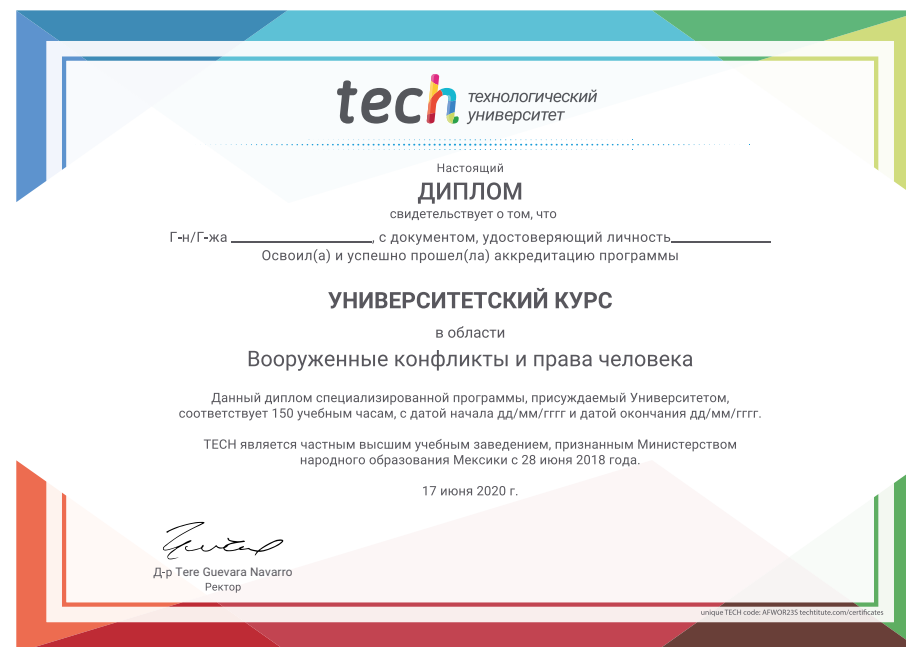 tech технологический
университет
Настоящий
ДИПЛОМ
свидетельствует о том, что
Г-н/Г-жа ____________________, с документом, удостоверяющий личность______________
Освоил(а) и успешно прошел(ла) аккредитацию программы
УНИВЕРСИТЕТСКИЙ КУРС
в области
Вооруженные конфликты и права человека
Данный диплом специализированной программы, присуждаемый Университетом,
соответствует 150 учебным часам, с датой начала дд/мм/гггг и датой окончания дд/мм/гггг.
TECH является частным высшим учебным заведением, признанным Министерством
народного образования Мексики с 28 июня 2018 года.
17 июня 2020 г.
Д-р Tere Guevara Navarro
Ректор
unique TECH code: AFWOR23S techtitute.com/certificates